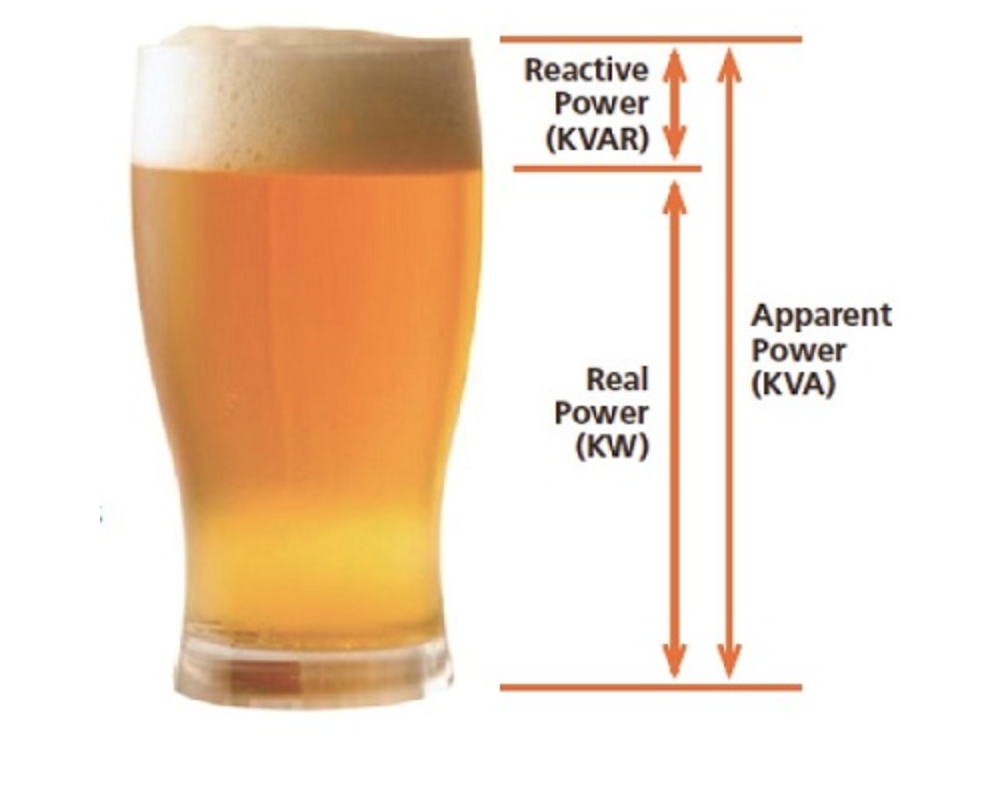 Reactive
Power
(KVAR)
Real
Power
(KW)
Apparent
Power
(KVA)